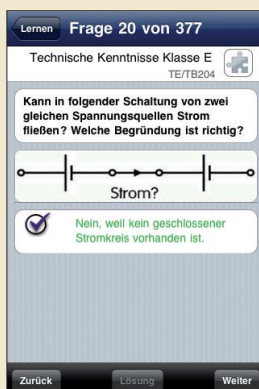 Lernen
Frage 20 von 377
Technische Kenntnisse Klasse E
TE/TB204
Kann in folgender Schaltung von zwei
gleichen Spannungsquellen Strom
fließen? Welche Begründung ist richtig?
Strom?
Nein, weil kein geschlossener
Stromkreis vorhanden ist.
Zurück
Lösung
Weiter